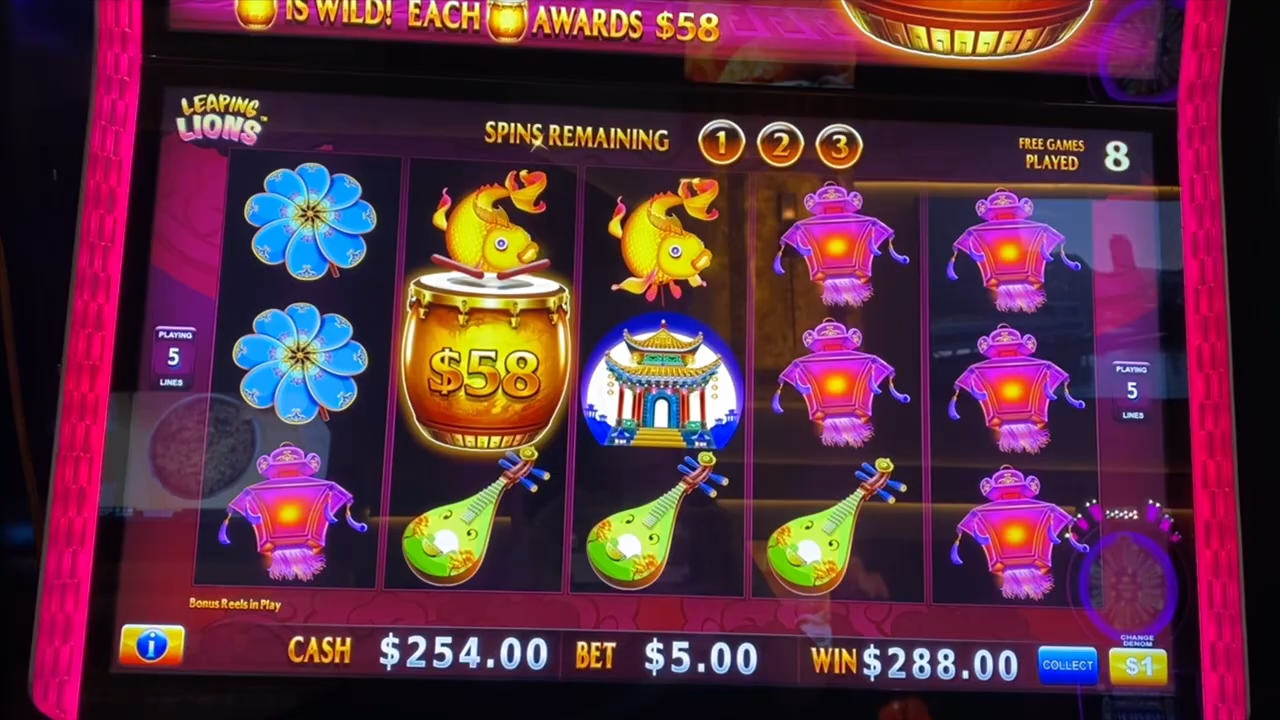 IS WILD! EACH AWARDS $58
LEAPING
LIONS™
SPINS REMAINING 1 2 3
FREE GAMES
PLAYED 8
$58
PLAYING
5
LINES
PLAYING
5
LINES
Bonus Reels in Play
CASH $254.00 BET $5.00 WIN $288.00
COLLECT
CHANGE
DENOM
$1
i